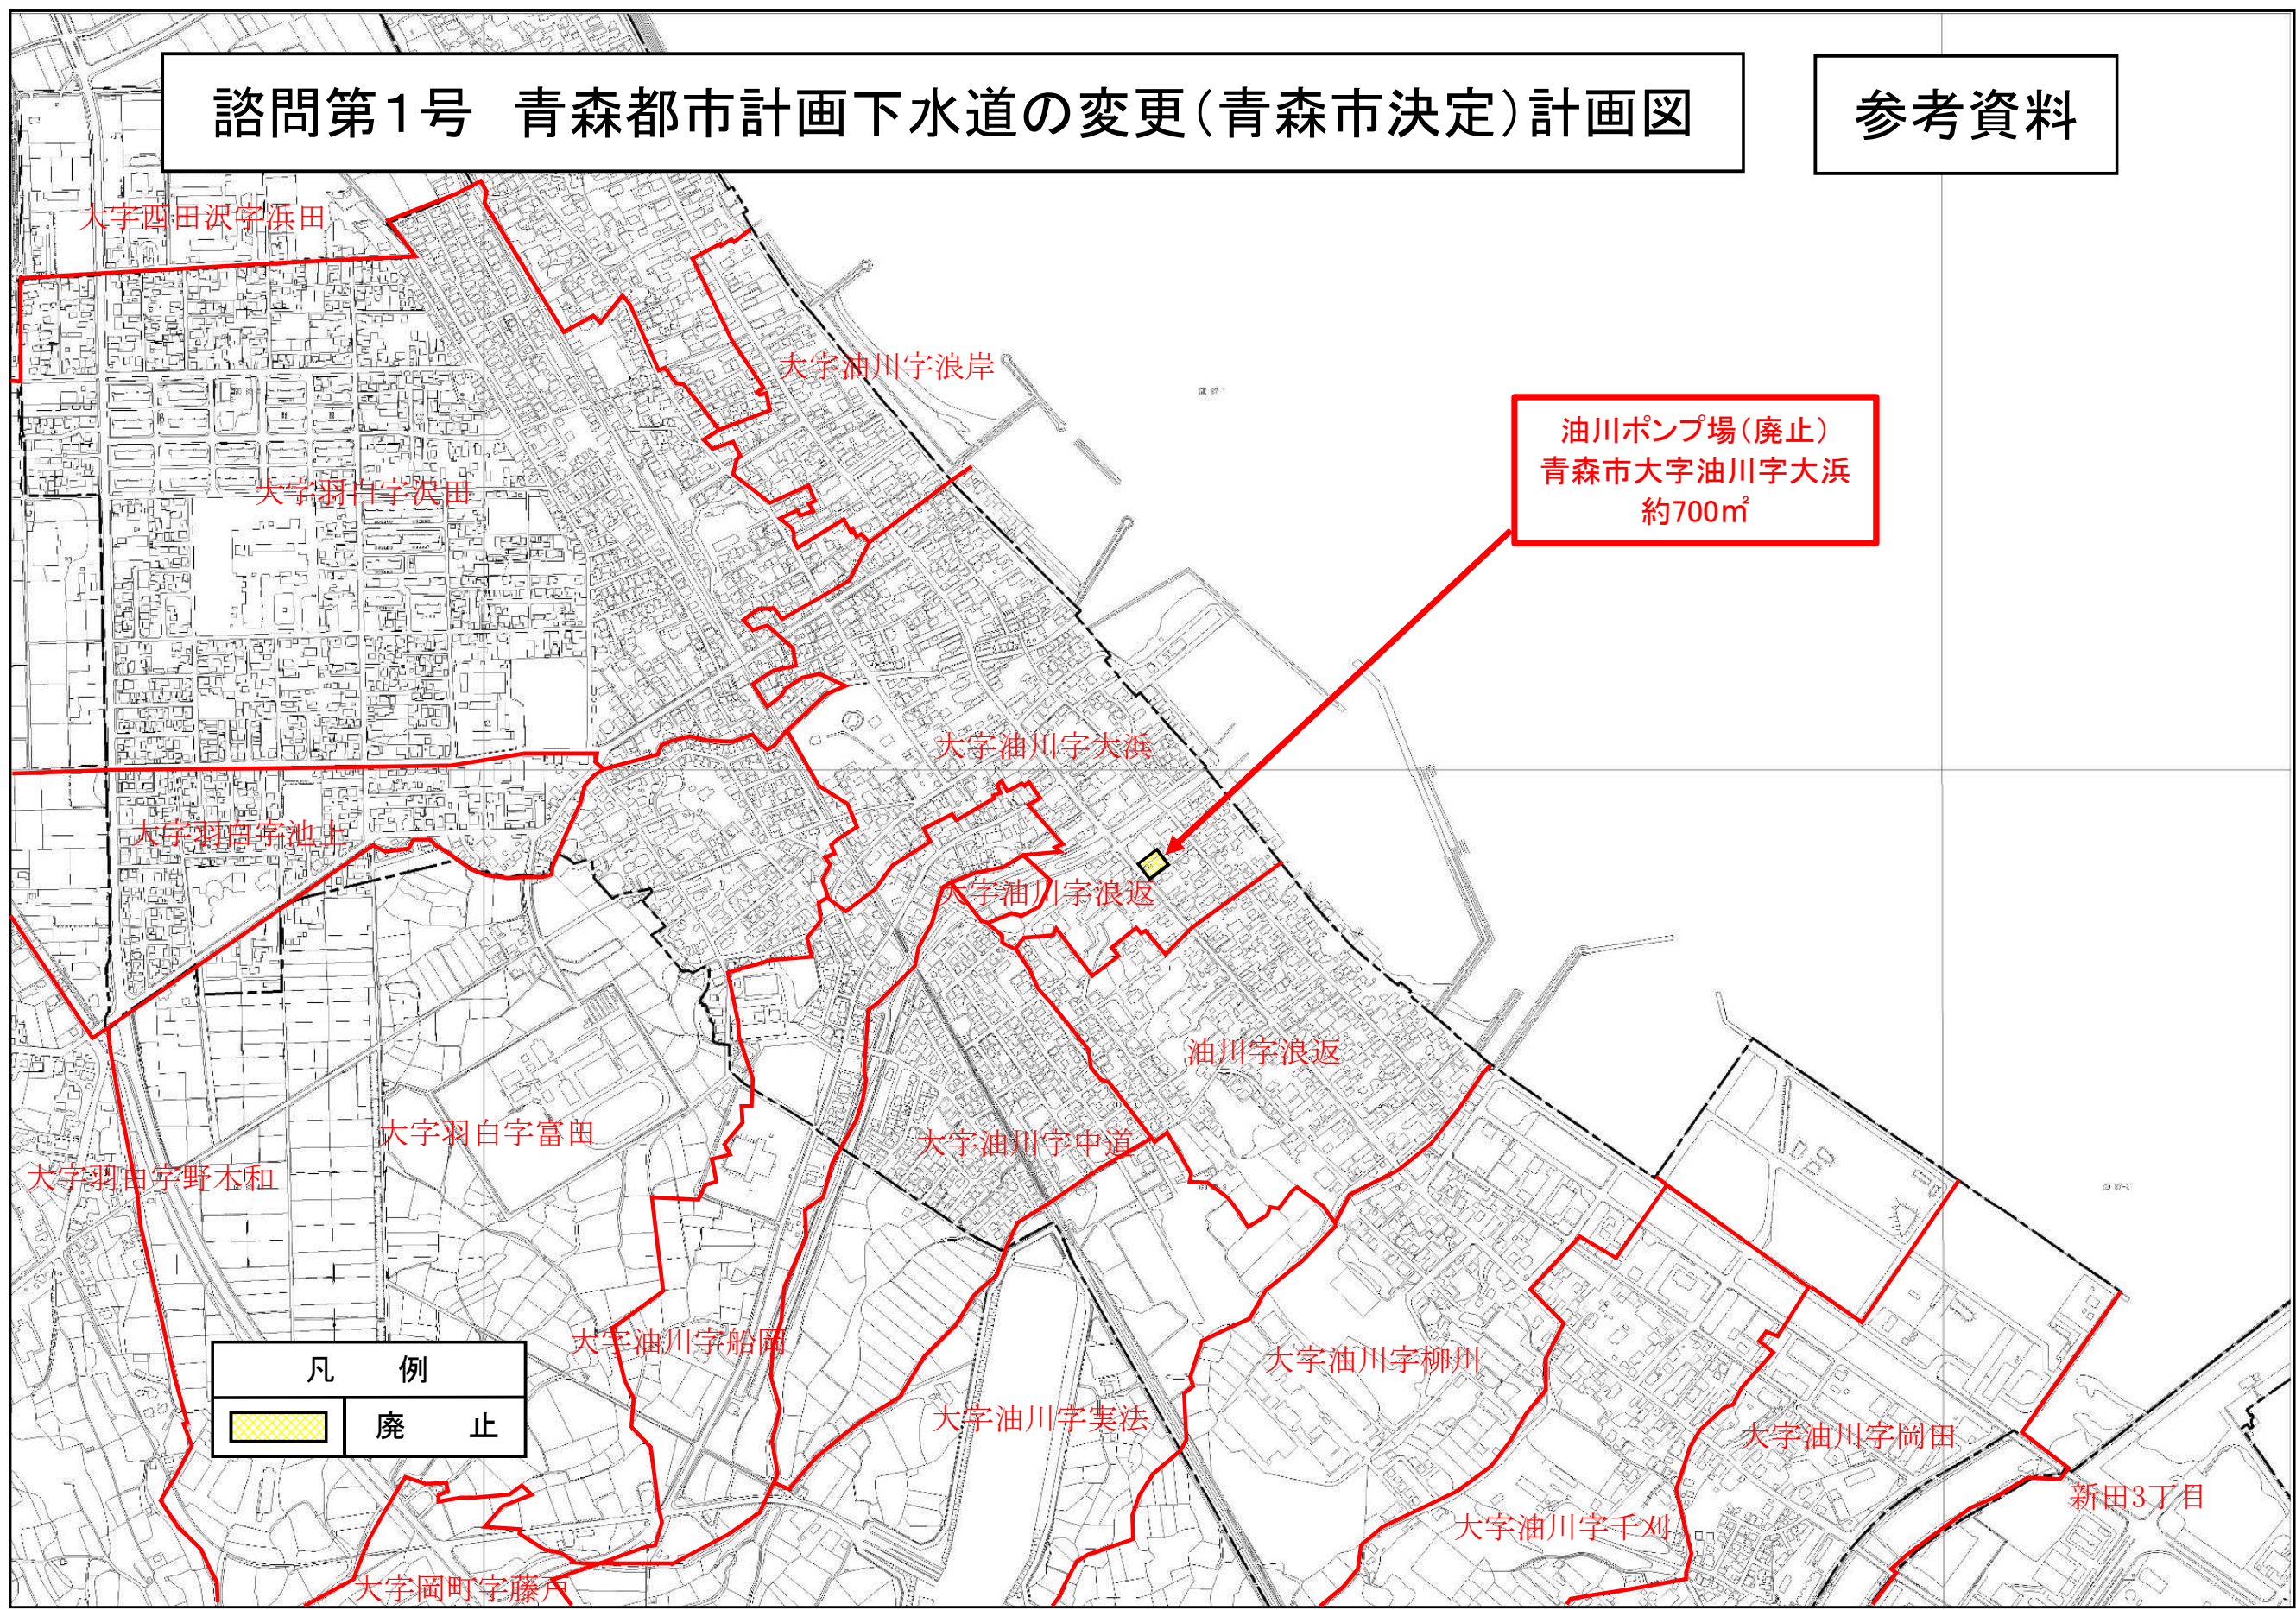 諮問第1号　青森都市計画下水道の変更(青森市決定)計画図
参考資料
大字西田沢字浜田
大字油川字浪岸
油川ポンプ場(廃止)
青森市大字油川字大浜
約700㎡
大字羽白字沢田
大字油川字大浜
大字羽白字池上
大字油川字浪返
油川字浪返
大字羽白字富田
大字油川字中道
大字羽白字野木和
大字油川字船岡
大字油川字柳川
凡　例
廃　止
大字油川字実法
大字油川字岡田
新田3丁目
大字油川字千刈
大字岡町字藤戸